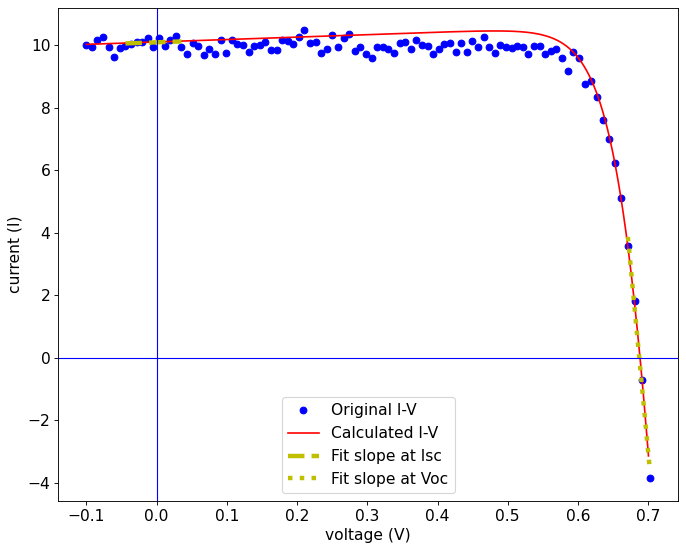 10
8
6
4
2
0
−2
−4
current (I)
Original I-V
Calculated I-V
Fit slope at Isc
Fit slope at Voc
−0.1 0.0 0.1 0.2 0.3 0.4 0.5 0.6 0.7
voltage (V)